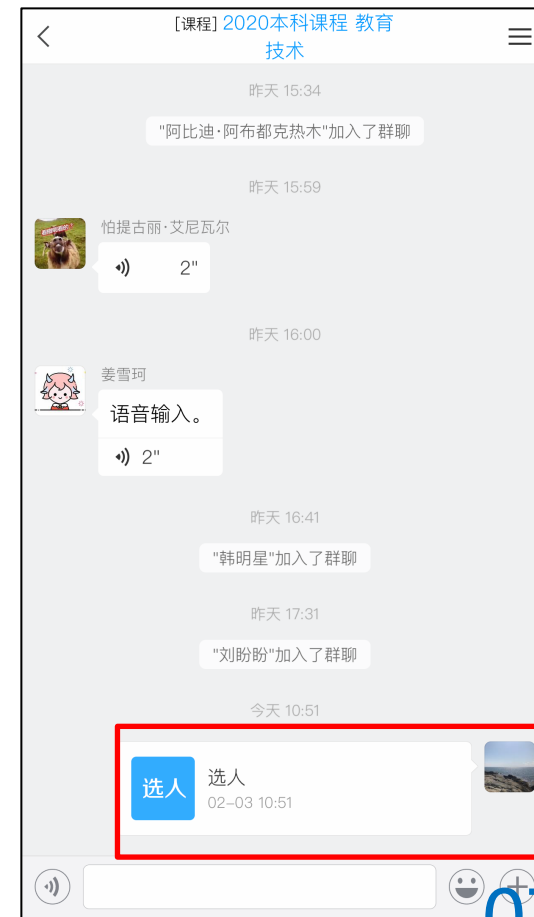 [课程] 2020本科课程 教育
技术
昨天 15:34
"阿比迪·阿布都克热木"加入了群聊
昨天 15:59
怕提古丽·艾尼瓦尔
2"
昨天 16:00
姜雪珂
语音输入。
2"
昨天 16:41
"韩明星"加入了群聊
昨天 17:31
"刘盼盼"加入了群聊
今天 10:51
选人
选人
02-03 10:51